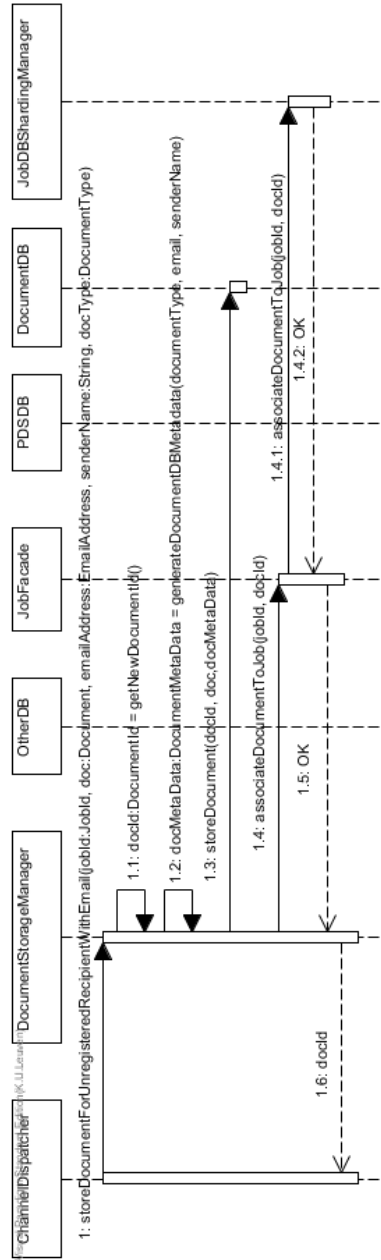 ChannelDispatcher
DocumentStorageManager
OtherDB
JobFacade
PDSDB
DocumentDB
JobDBShardingManager
1: storeDocumentForUnregisteredRecipientWithEmail(jobId:JobId, doc:Document, emailAddress:EmailAddress, senderName:String, docType:DocumentType)
1.1: docId:DocumentId = getNewDocumentId()
1.2: docMetaData:DocumentMetaData = generateDocumentDBMetadata(documentType, email, senderName)
1.3: storeDocument(docId, doc,docMetaData)
1.4: associateDocumentToJob(jobId, docId)
1.4.1: associateDocumentToJob(jobId, docId)
1.4.2: OK
1.5: OK
1.6: docId
Edition(K.U.Leuven)